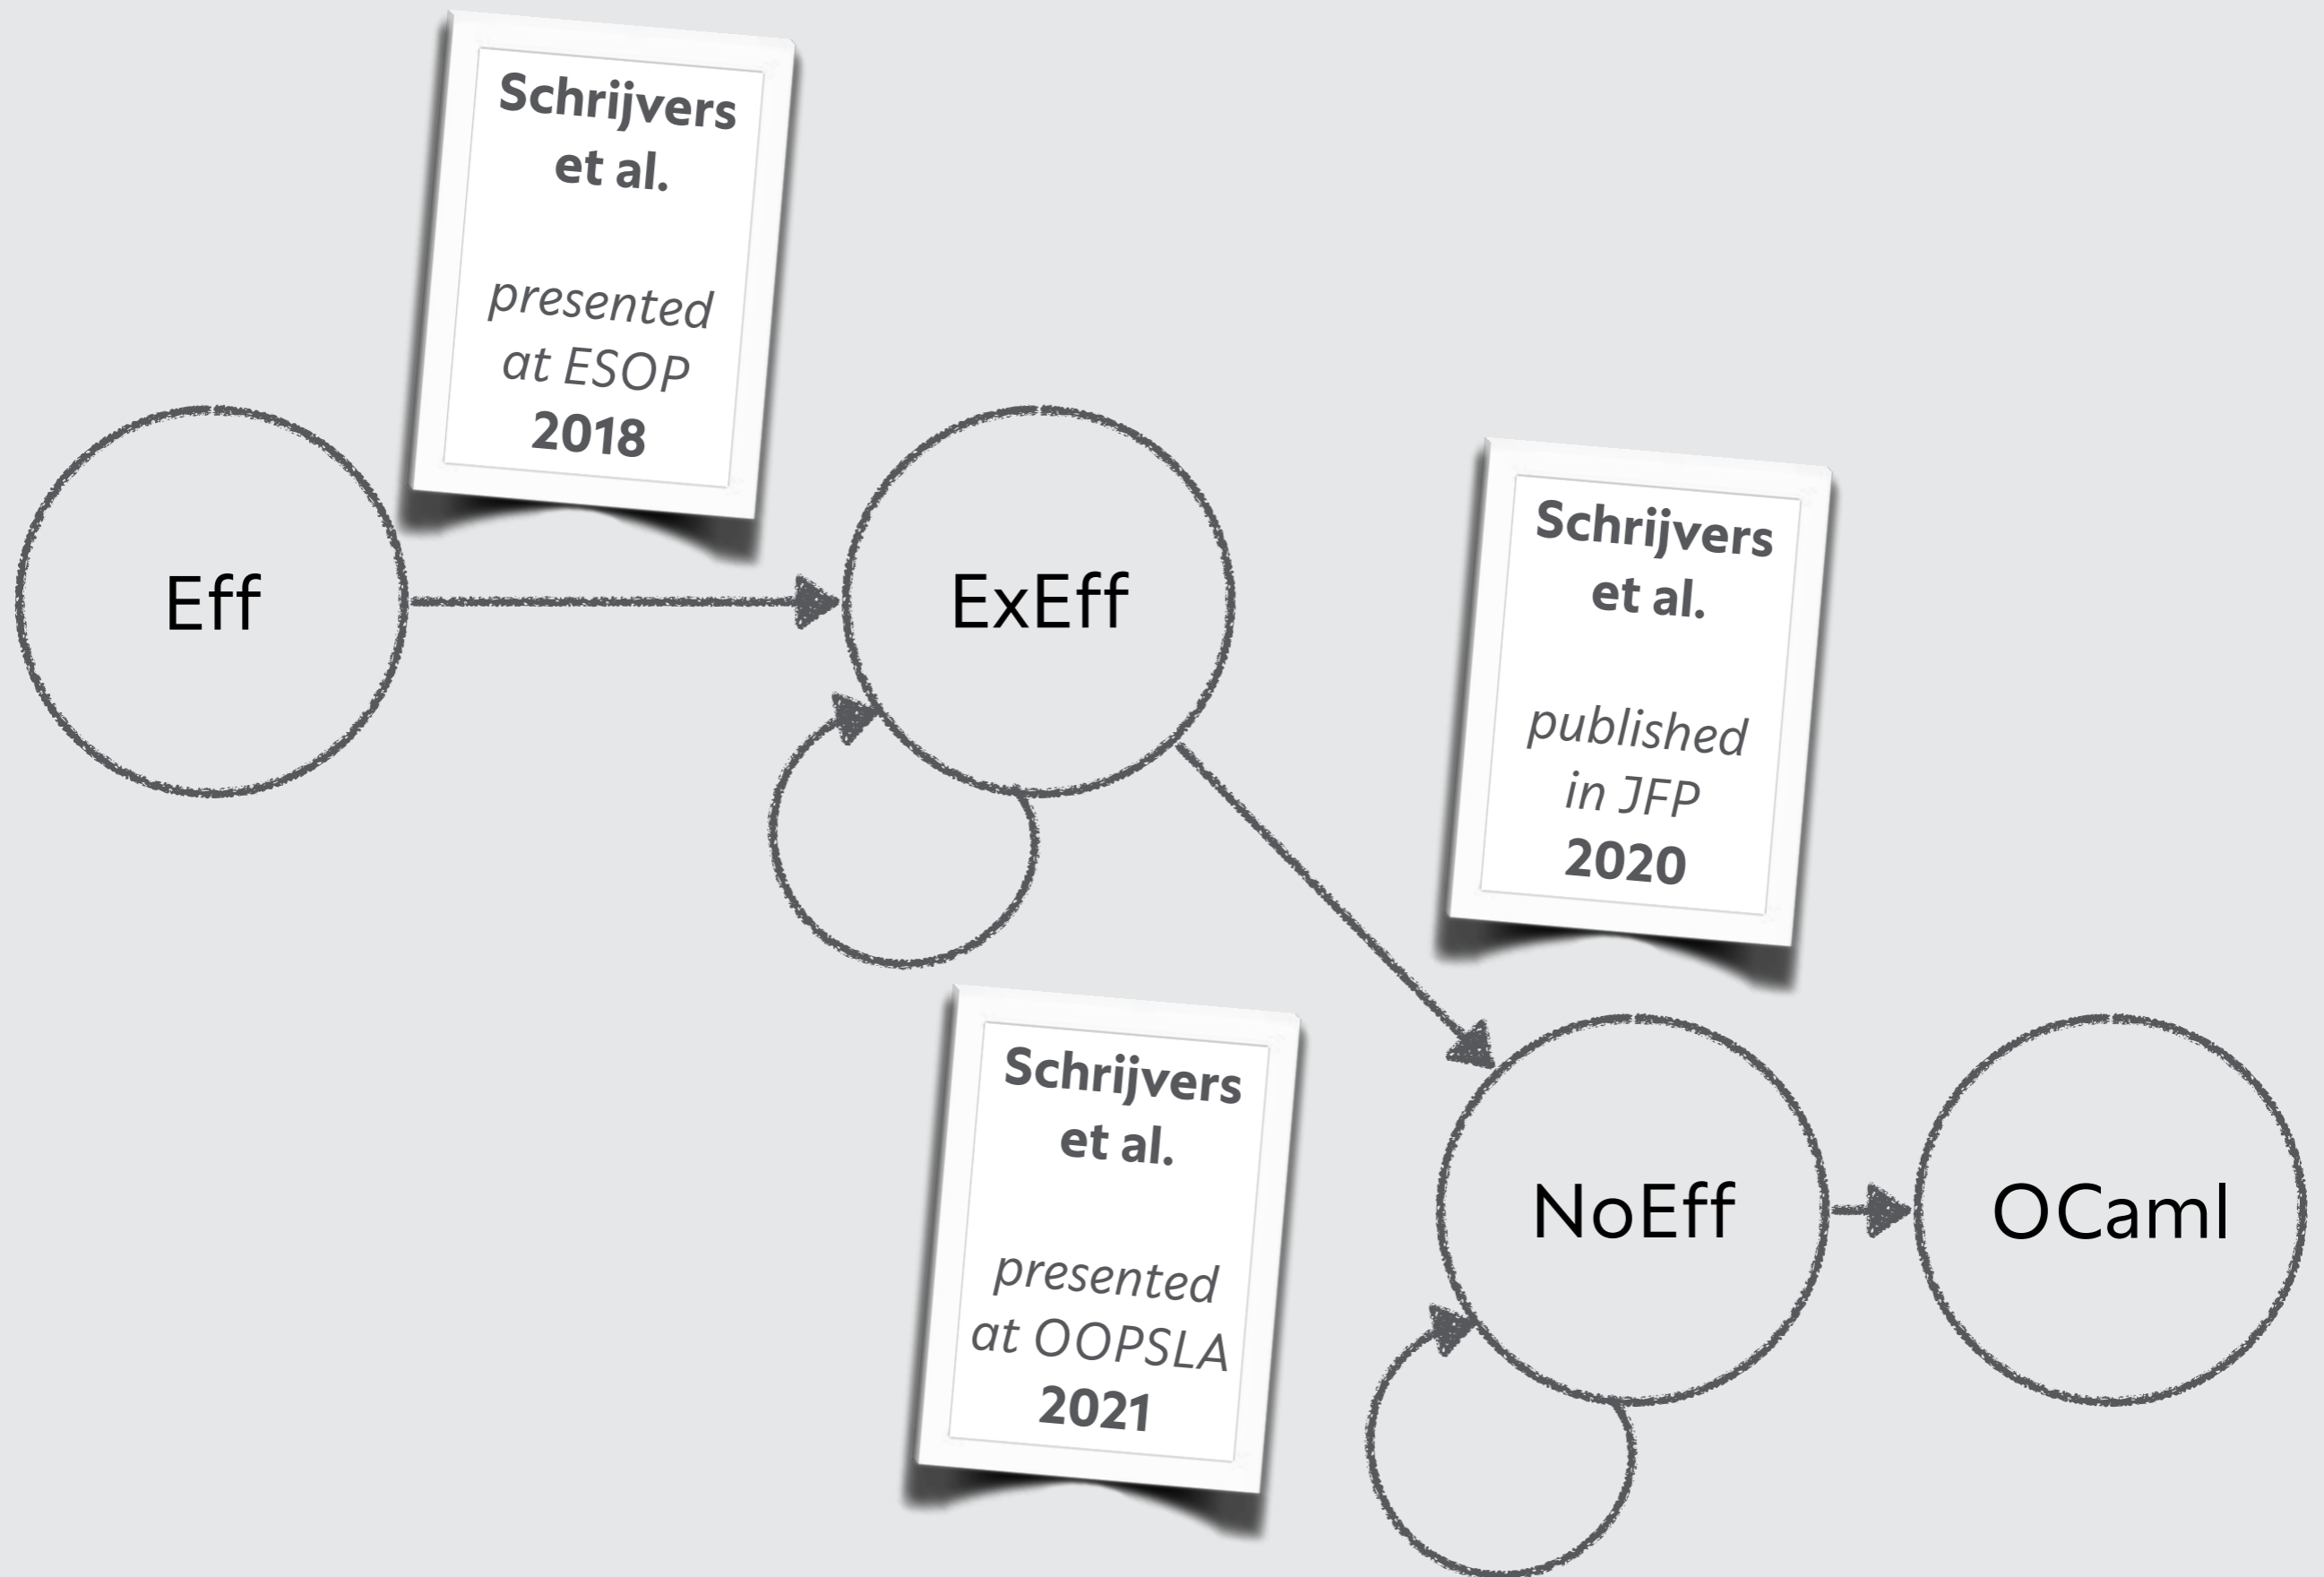 Schrijvers
et al.
presented
at ESOP
2018
Eff
ExEff
Schrijvers
et al.
published
in JFP
2020
Schrijvers
et al.
presented
at OOPSLA
2021
NoEff
OCaml